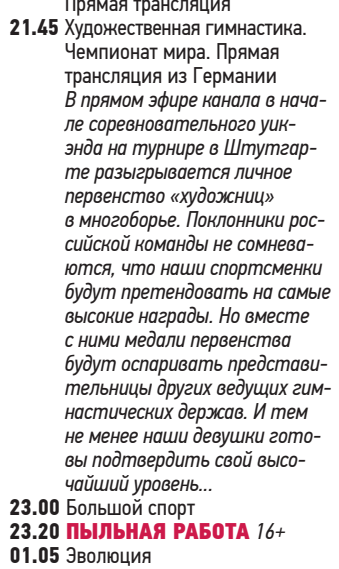 Прямая трансляция
21.45 Художественная гимнастика.
Чемпионат мира. Прямая
трансляция из Германии
В прямом эфире канала в нача-
ле соревновательного уик-
энда на турнире в Штутгар-
те разыгрывается личное
первенство «художниц»
в многоборье. Поклонники рос-
сийской команды не сомнева-
ются, что наши спортсменки
будут претендовать на самые
высокие награды. Но вместе
с ними медали первенства
будут оспаривать представи-
тельницы других ведущих гим-
настических держав. И тем
не менее наши девушки гото-
вы подтвердить свой высо-
чайший уровень...
23.00 Большой спорт
23.20 ПЫЛЬНАЯ РАБОТА 16+
01.05 Эволюция